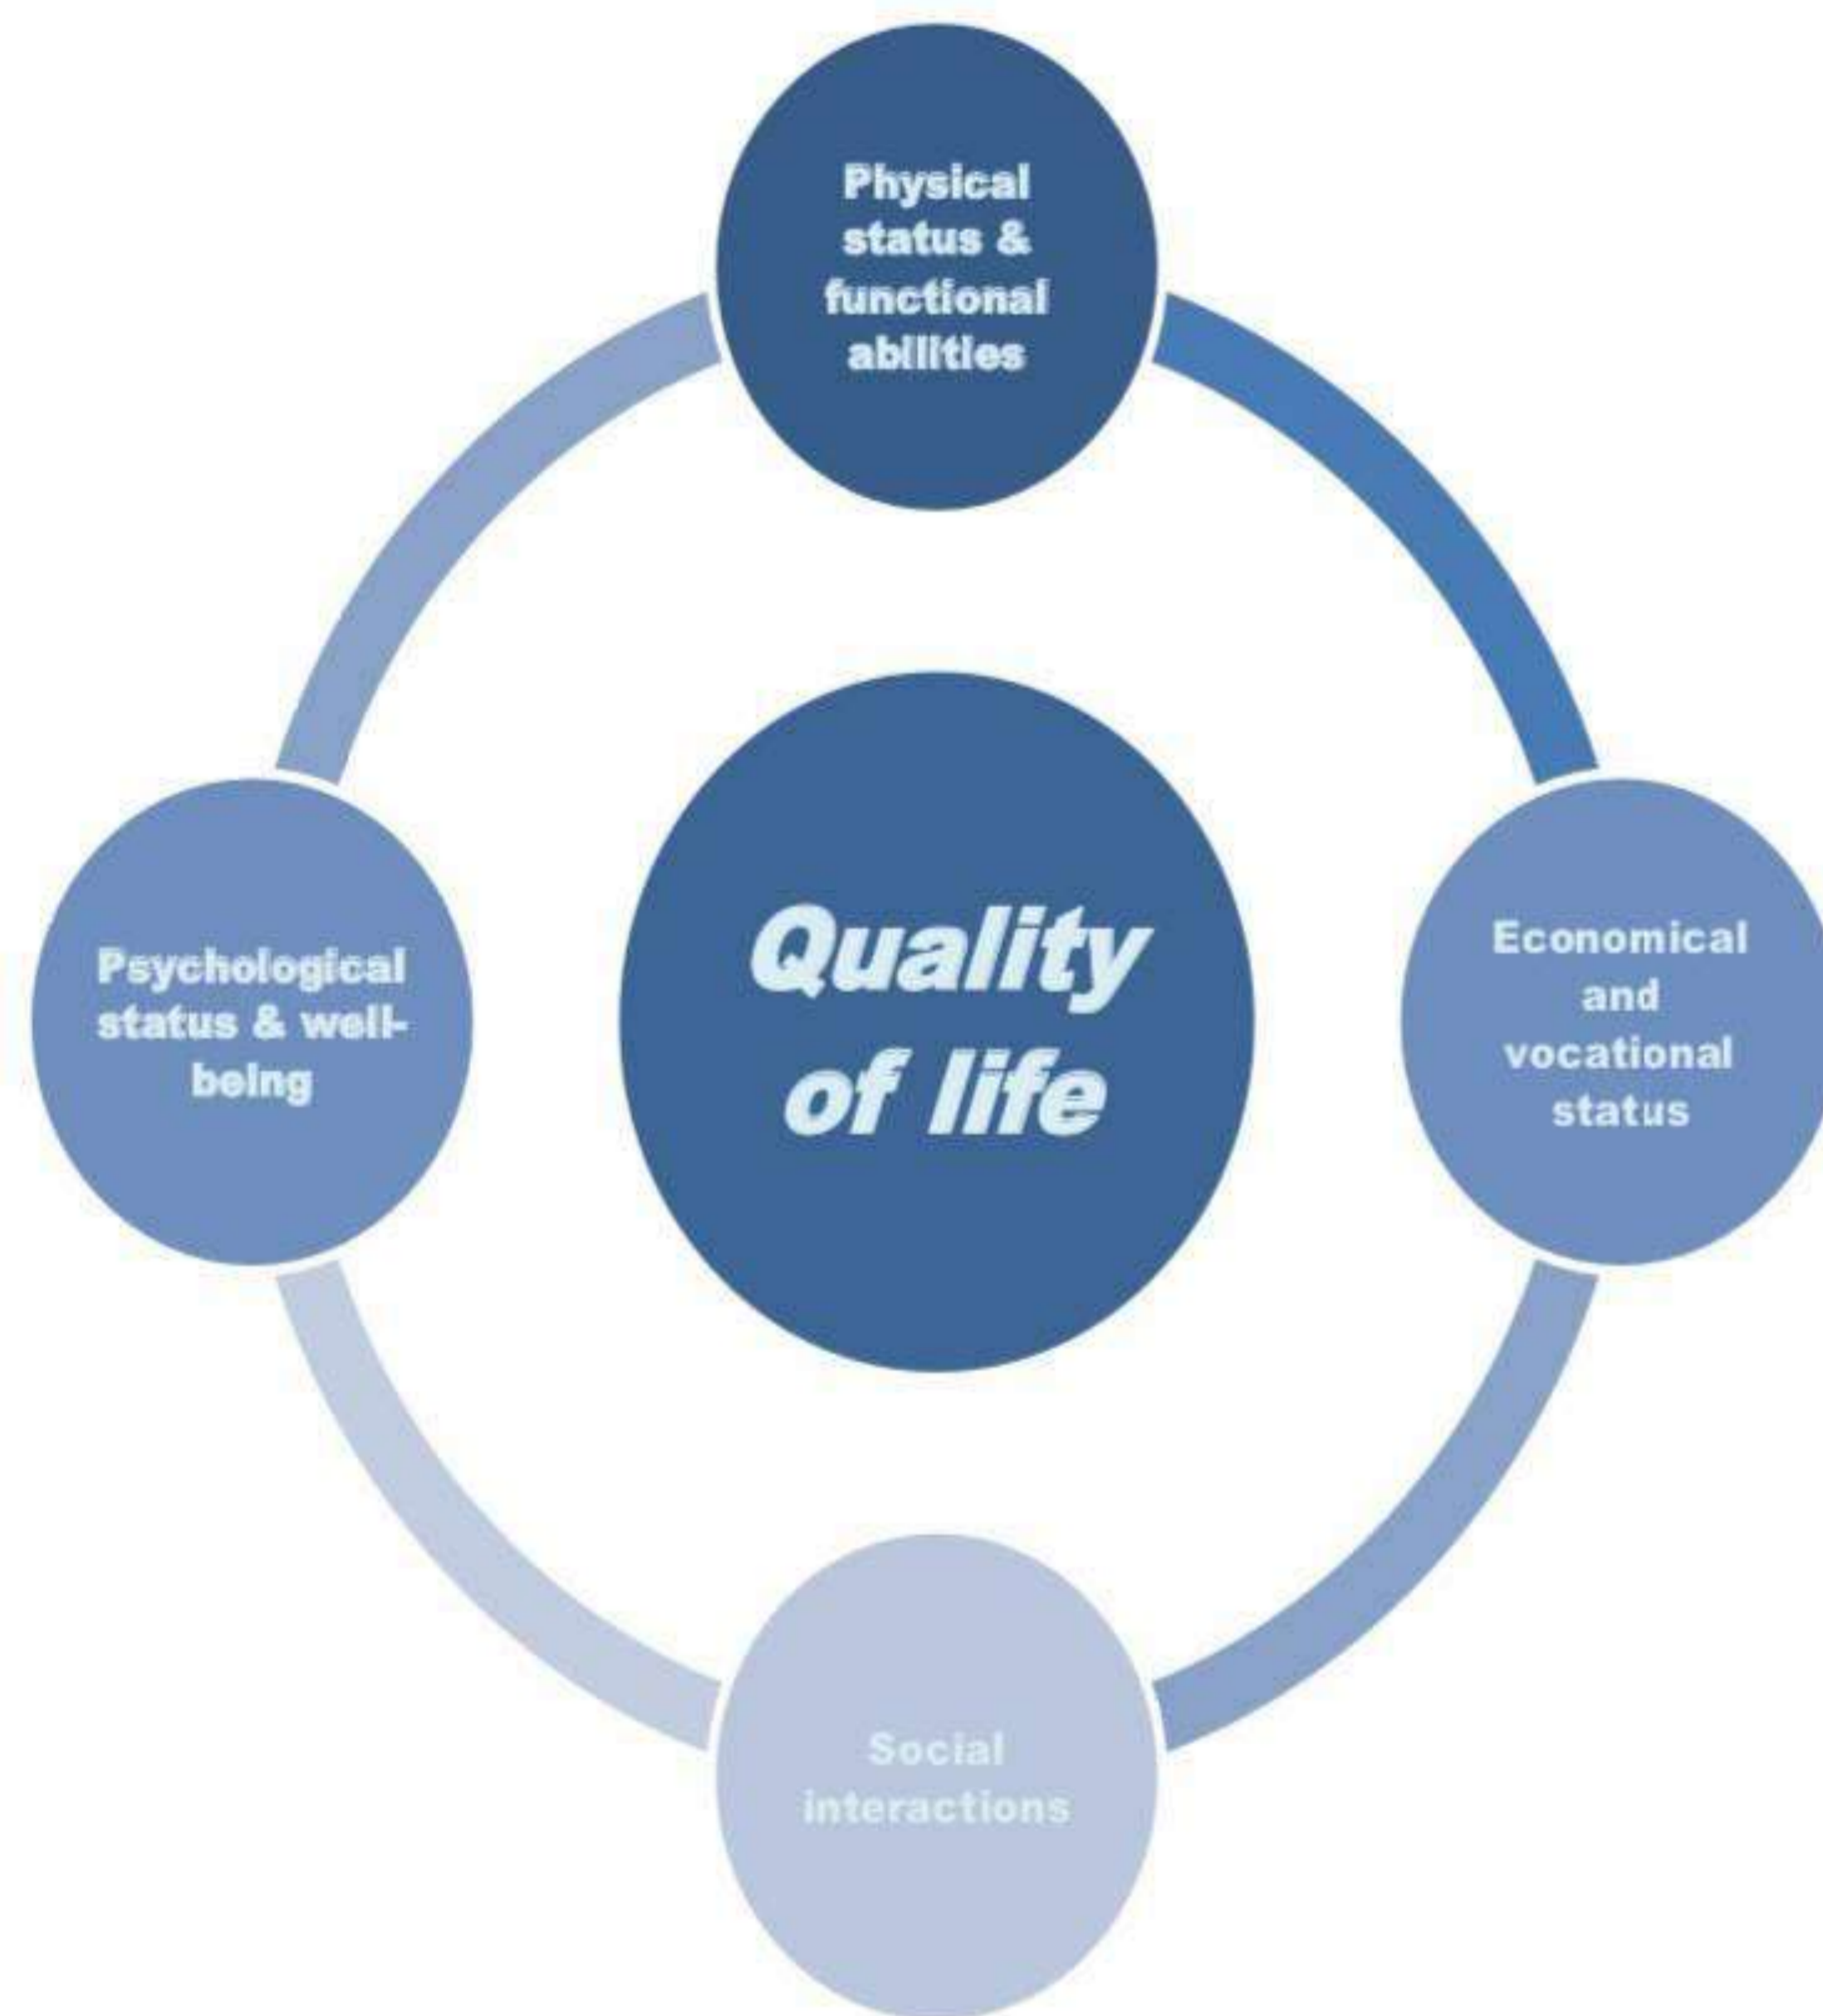 Physical
status &
functional
abilities
Quality
of life
Psychological
status & well-
being
Economical
and
vocational
status
Social
interactions